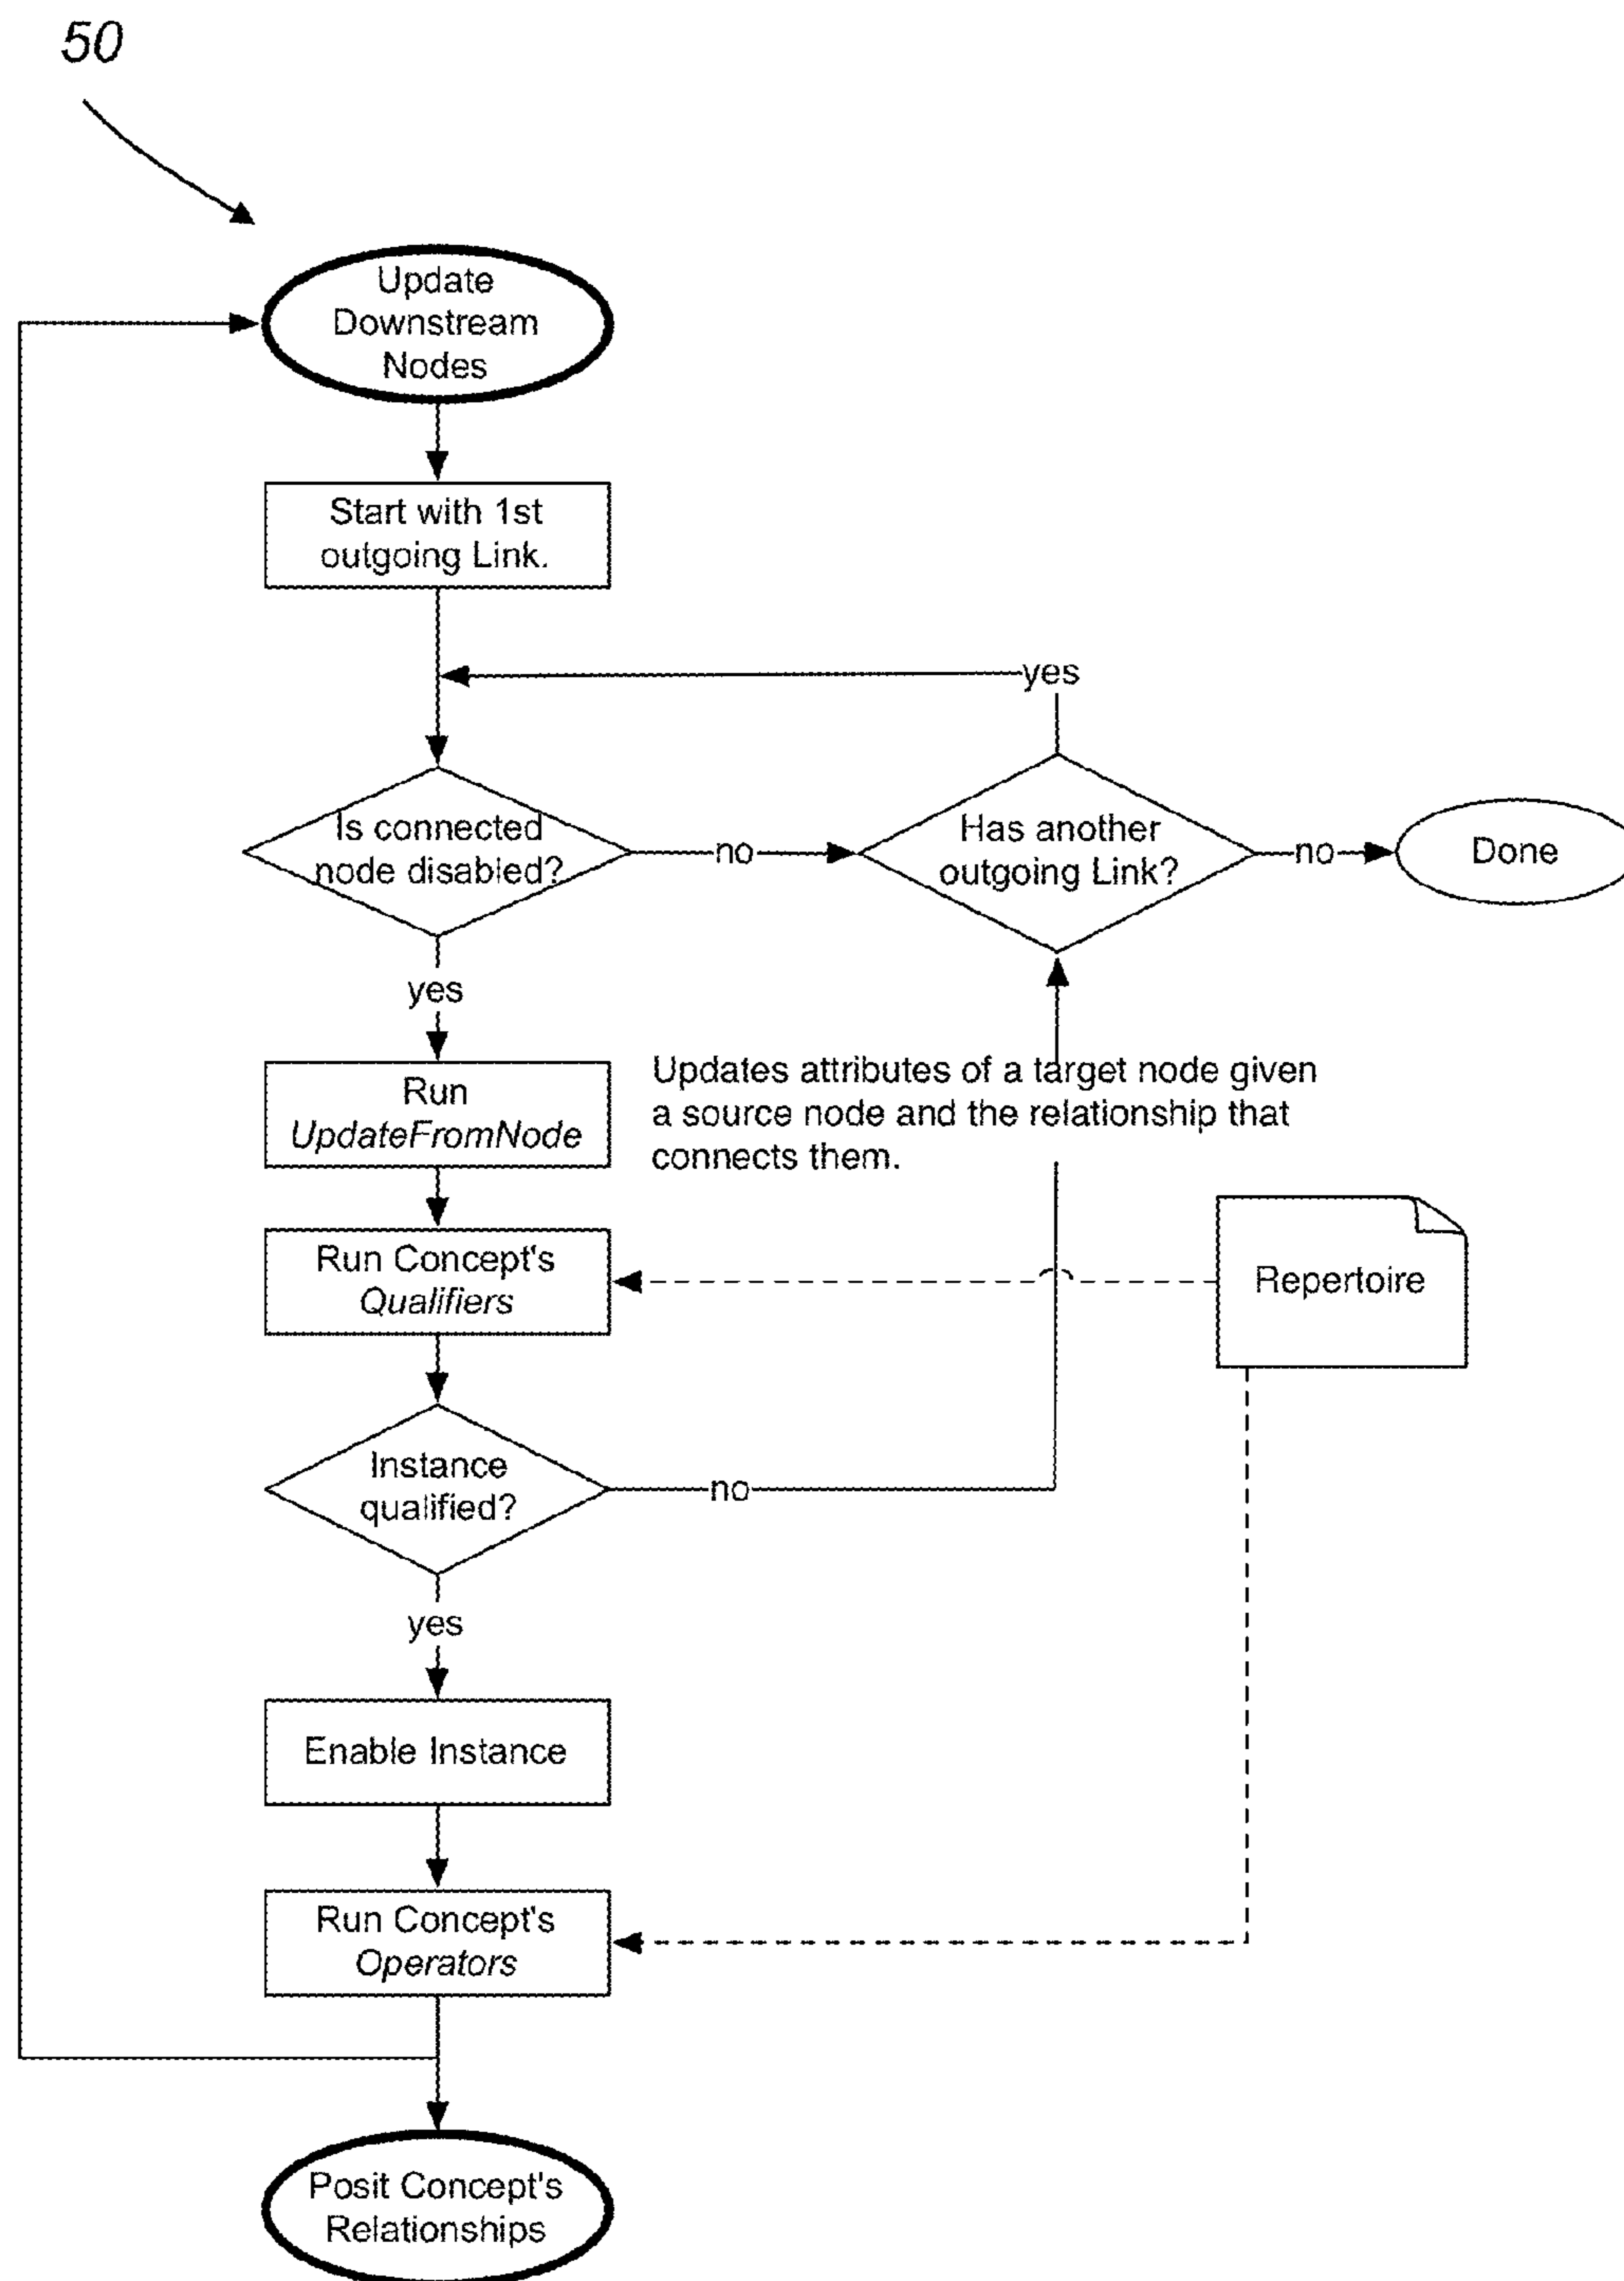 50
Update
Downstream
Nodes
Start with 1st
outgoing Link.
yes
Is connected
node disabled?
no
Has another
outgoing Link?
no
Done
yes
Run
UpdateFromNode
Updates attributes of a target node given
a source node and the relationship that
connects them.
Run Concept's
Qualifiers
Repertoire
Instance
qualified?
no
yes
Enable Instance
Run Concept's
Operators
Posit Concept's
Relationships